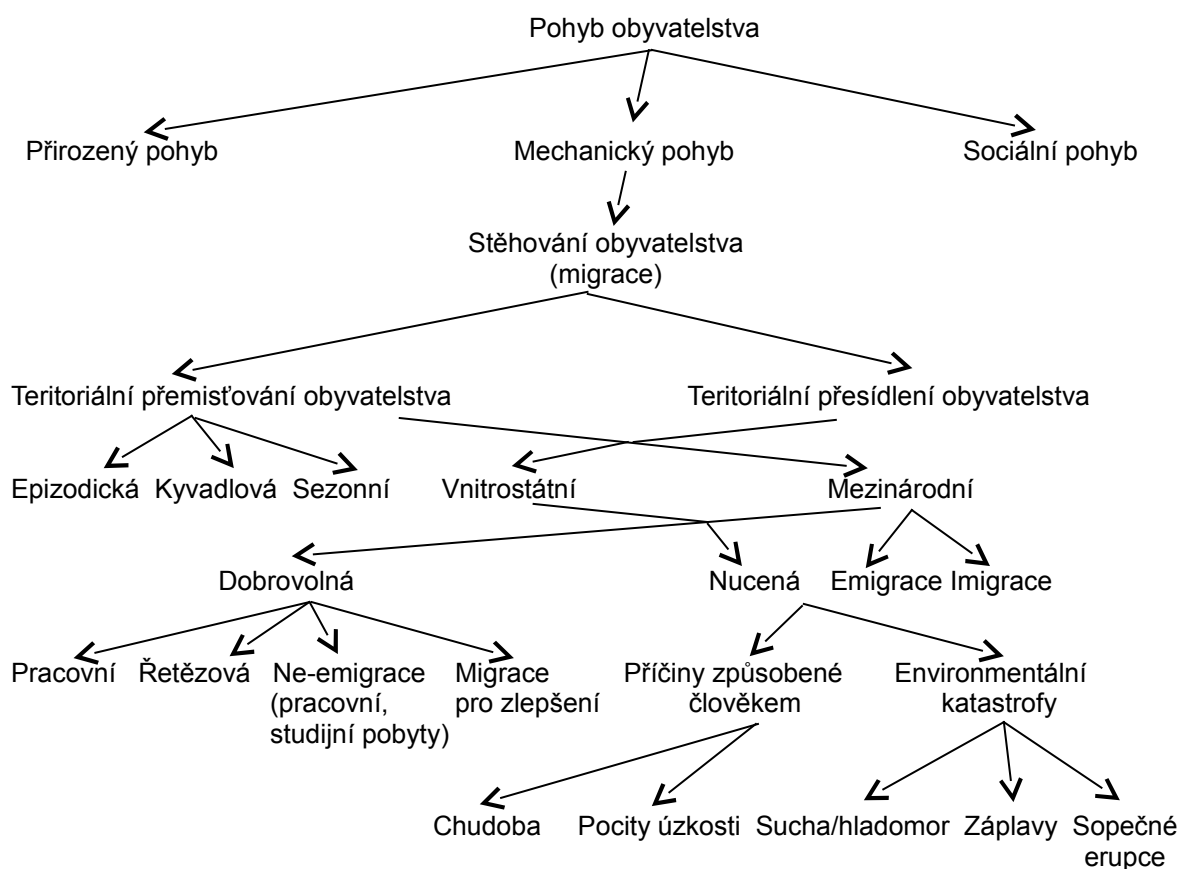 Pohyb obyvatelstva
Přirozený pohyb
Mechanický pohyb
Sociální pohyb
Stěhování obyvatelstva
(migrace)
Teritoriální přemisťování obyvatelstva
Teritoriální přesídlení obyvatelstva
Epizodická
Kyvadlová
Sezonní
Vnitrostátní
Mezinárodní
Dobrovolná
Nucená
Emigrace
Imigrace
Pracovní
Řetězová
Ne-emigrace
(pracovní,
studijní pobyty)
Migrace
pro zlepšení
Příčiny způsobené
člověkem
Environmentální
katastrofy
Chudoba
Pocity úzkosti
Sucha/hladomor
Záplavy
Sopečné
erupce